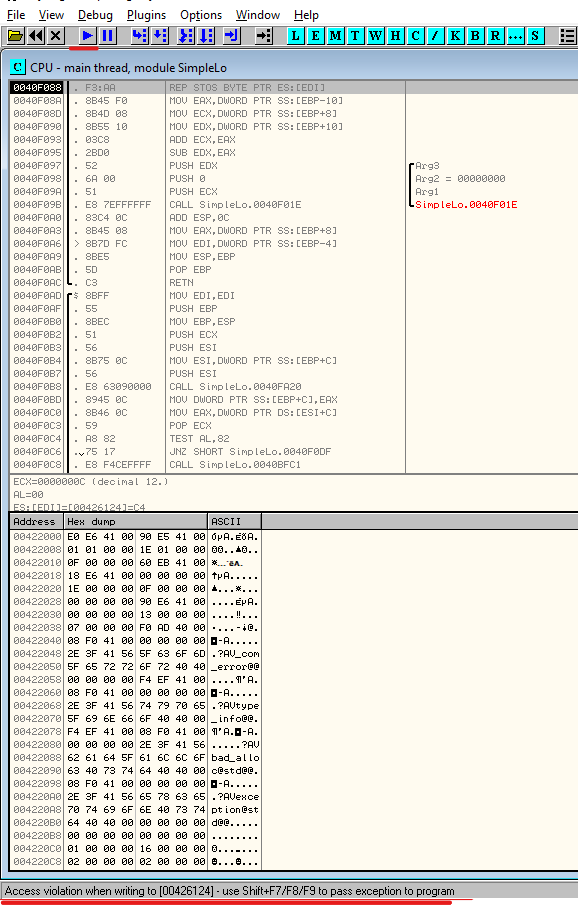 File View Debug Plugins Options Window Help
L E M T W H C / K B R ... S
C CPU - main thread, module SimpleLo
0040F088 . F3:AA REP STOS BYTE PTR ES:[EDI]
0040F08A . 8B45 F0 MOV EAX,DWORD PTR SS:[EBP-10]
0040F08D . 8B4D 08 MOV ECX,DWORD PTR SS:[EBP+8]
0040F090 . 8B55 10 MOV EDX,DWORD PTR SS:[EBP+10]
0040F093 . 03C8 ADD ECX,EAX
0040F095 . 2BD0 SUB EDX,EAX
0040F097 . 52 PUSH EDX Arg3
0040F098 . 6A 00 PUSH 0 Arg2 = 00000000
0040F09A . 51 PUSH ECX Arg1
0040F09B . E8 7EFFFFFF CALL SimpleLo.0040F01E SimpleLo.0040F01E
0040F0A0 . 83C4 0C ADD ESP,0C
0040F0A3 . 8B45 08 MOV EAX,DWORD PTR SS:[EBP+8]
0040F0A6 > 8B7D FC MOV EDI,DWORD PTR SS:[EBP-4]
0040F0A9 . 8BE5 MOV ESP,EBP
0040F0AB . 5D POP EBP
0040F0AC . C3 RETN
0040F0AD $ 8BFF MOV EDI,EDI
0040F0AF . 55 PUSH EBP
0040F0B0 . 8BEC MOV EBP,ESP
0040F0B2 . 51 PUSH ECX
0040F0B3 . 56 PUSH ESI
0040F0B4 . 8B75 0C MOV ESI,DWORD PTR SS:[EBP+C]
0040F0B7 . 56 PUSH ESI
0040F0B8 . E8 63090000 CALL SimpleLo.0040FA20
0040F0BD . 8945 0C MOV DWORD PTR SS:[EBP+C],EAX
0040F0C0 . 8B46 0C MOV EAX,DWORD PTR DS:[ESI+C]
0040F0C3 . 59 POP ECX
0040F0C4 . A8 82 TEST AL,82
0040F0C6 . 75 17 JNZ SHORT SimpleLo.0040F0DF
0040F0C8 . E8 F4CEFFFF CALL SimpleLo.0040BFC1
ECX=0000000C (decimal 12.)
AL=00
ES:[EDI]=[00426124]=C4
Address Hex dump ASCII
00422000 E0 E6 41 00 90 E5 41 00
00422008 01 01 00 00 1E 01 00 00
00422010 0F 00 00 00 60 EB 41 00
00422018 18 E6 41 00 00 00 00 00
00422020 1E 00 00 00 0F 00 00 00
00422028 00 00 00 00 90 E6 41 00
00422030 00 00 00 00 13 00 00 00
00422038 07 00 00 00 F0 AD 40 00
00422040 08 F0 41 00 00 00 00 00
00422048 2E 3F 41 56 5F 63 6F 6D .?AV_com
00422050 5F 65 72 72 6F 72 40 40 _error@@
00422058 00 00 00 00 F4 EF 41 00
00422060 08 F0 41 00 00 00 00 00
00422068 2E 3F 41 56 74 79 70 65 .?AVtype
00422070 5F 69 6E 66 6F 40 40 00 _info@@.
00422078 F4 EF 41 00 08 F0 41 00
00422080 00 00 00 00 2E 3F 41 56 .....?AV
00422088 62 61 64 5F 61 6C 6C 6F bad_allo
00422090 63 40 73 74 64 40 40 00 c@std@@.
00422098 08 F0 41 00 00 00 00 00
004220A0 2E 3F 41 56 65 78 63 65 .?AVexce
004220A8 70 74 69 6F 6E 40 73 74 ption@st
004220B0 64 40 40 00 00 00 00 00 d@@.....
004220B8 00 00 00 00 00 00 00 00 ........
004220C0 01 00 00 00 16 00 00 00
004220C8 02 00 00 00 02 00 00 00
Access violation when writing to [00426124] - use Shift+F7/F8/F9 to pass exception to program